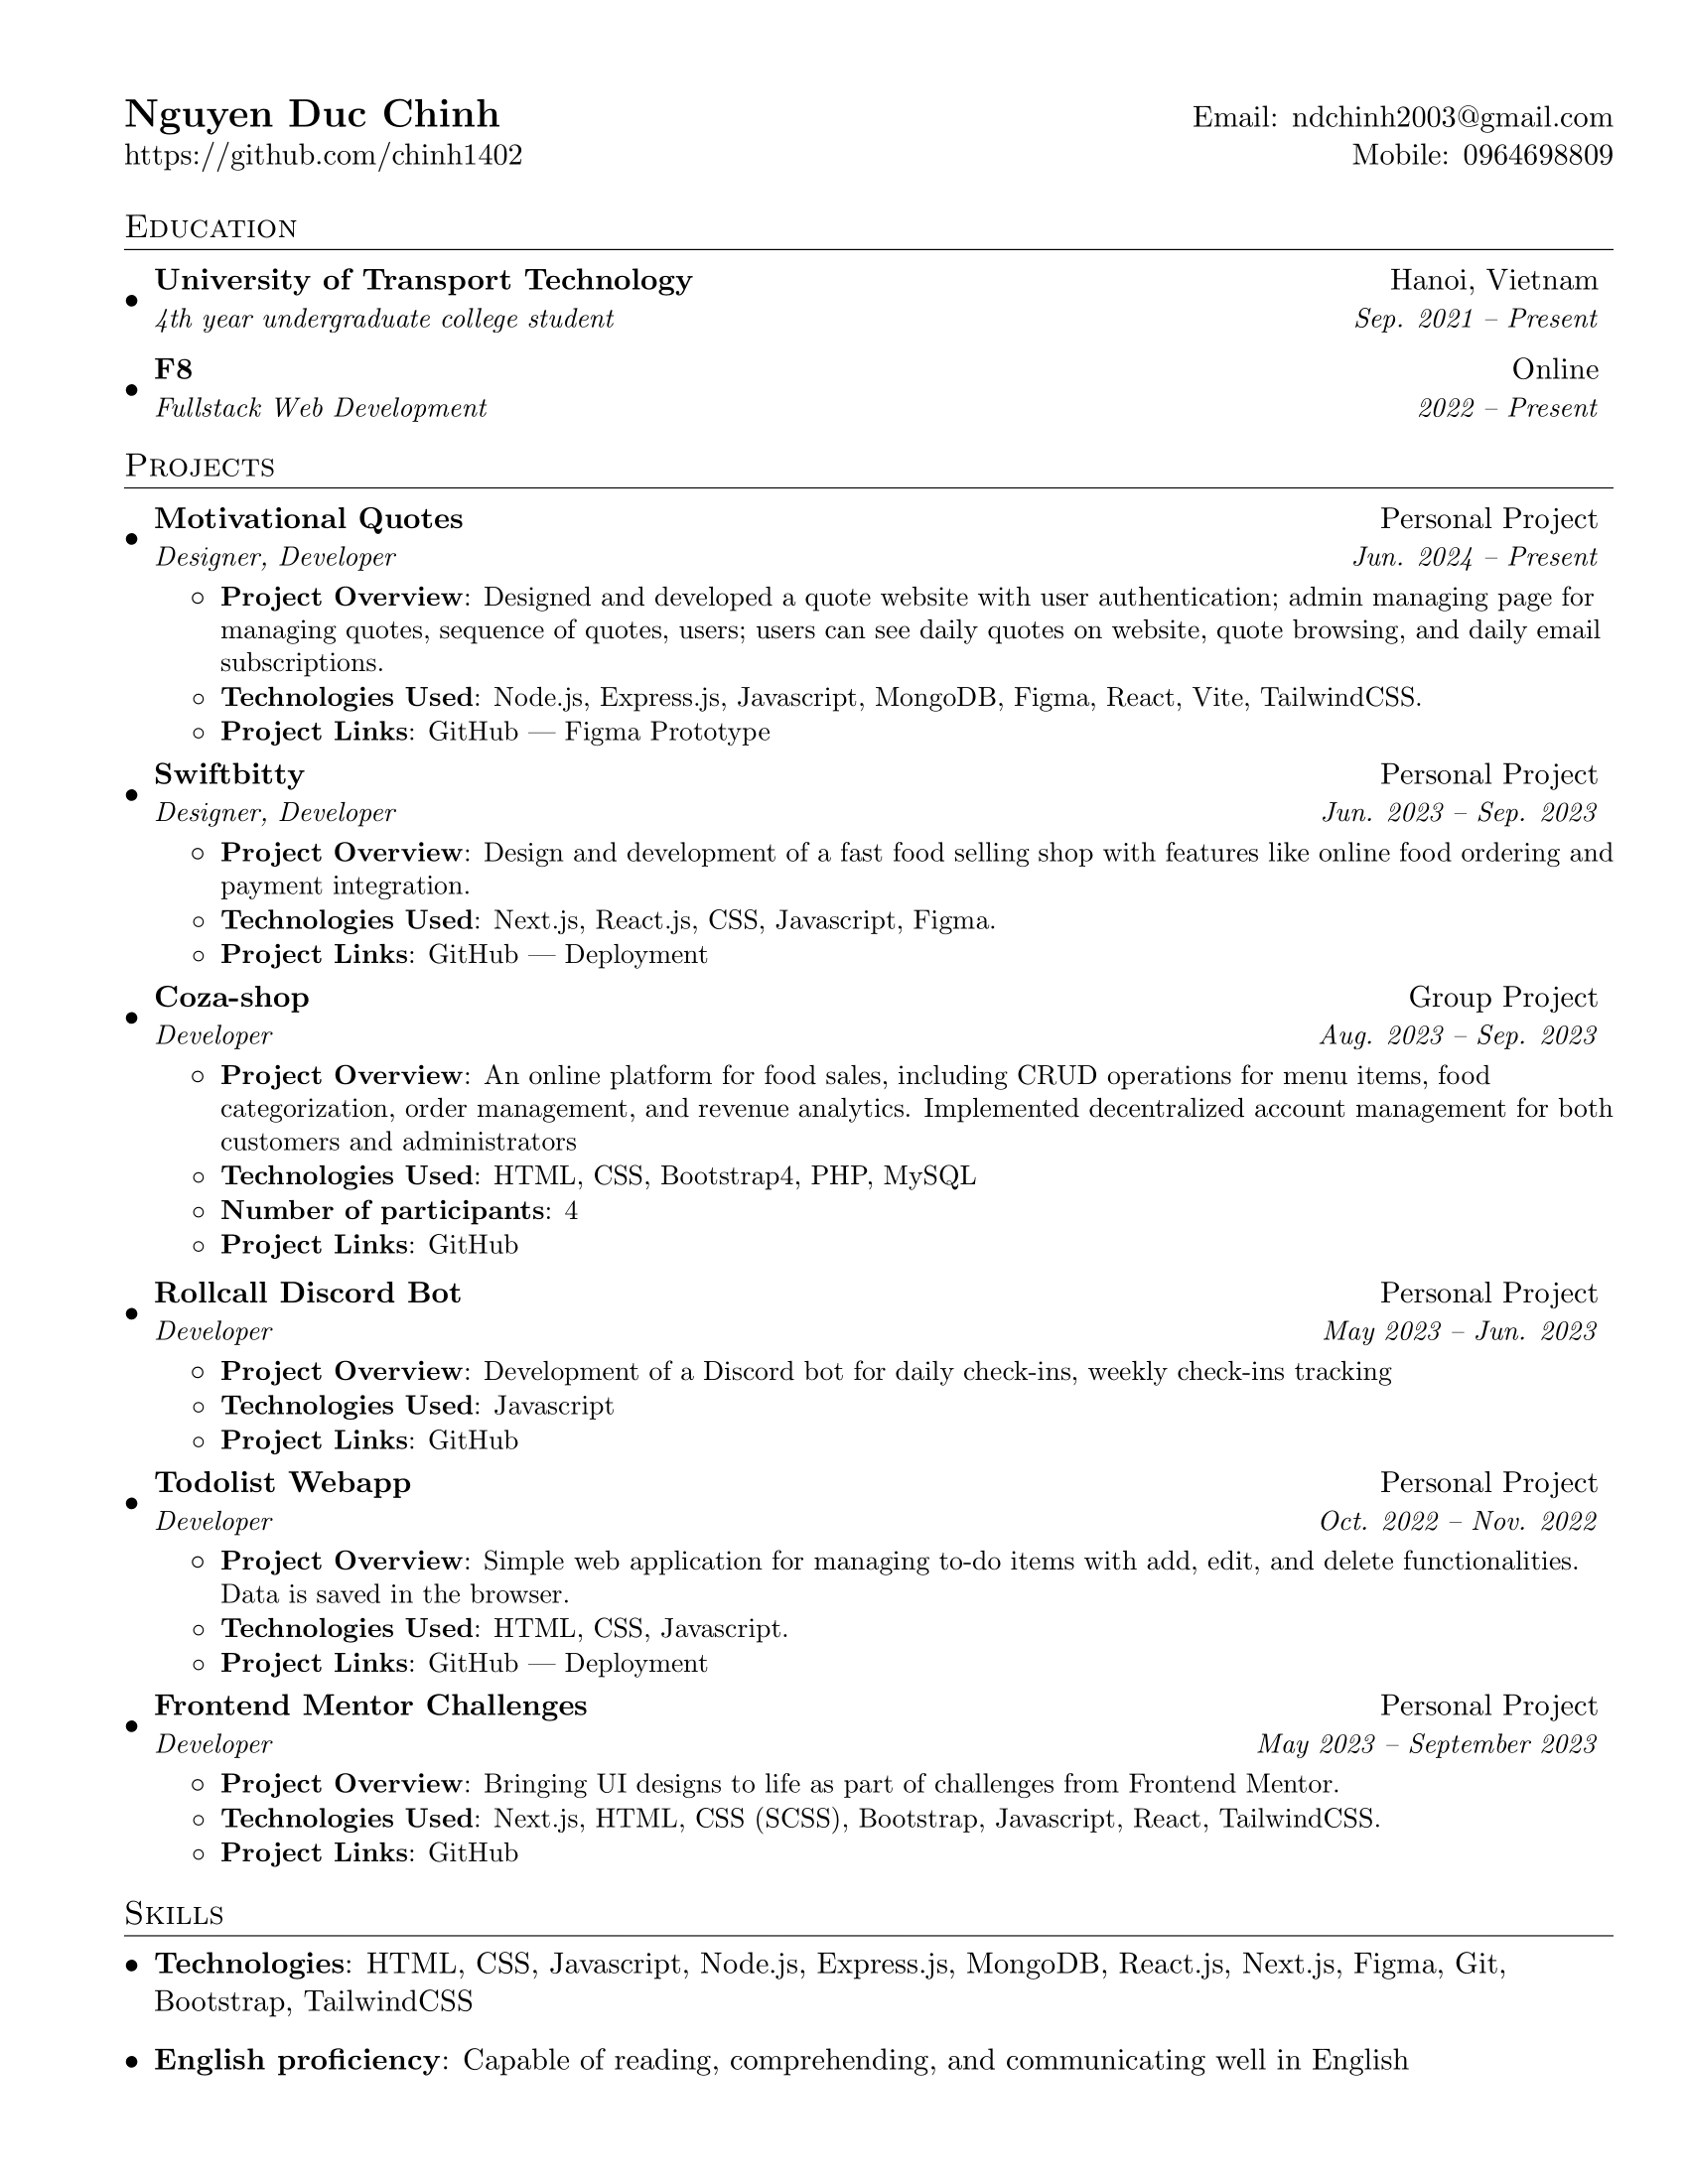 Nguyen Duc Chinh
Email: ndchinh2003@gmail.com
https://github.com/chinh1402
Mobile: 0964698809
Education
• University of Transport Technology
Hanoi, Vietnam
4th year undergraduate college student
Sep. 2021 – Present
• F8
Online
Fullstack Web Development
2022 – Present
Projects
• Motivational Quotes
Personal Project
Designer, Developer
Jun. 2024 – Present
◦ Project Overview: Designed and developed a quote website with user authentication; admin managing page for
managing quotes, sequence of quotes, users; users can see daily quotes on website, quote browsing, and daily email
subscriptions.
◦ Technologies Used: Node.js, Express.js, Javascript, MongoDB, Figma, React, Vite, TailwindCSS.
◦ Project Links: GitHub — Figma Prototype
• Swiftbitty
Personal Project
Designer, Developer
Jun. 2023 – Sep. 2023
◦ Project Overview: Design and development of a fast food selling shop with features like online food ordering and
payment integration.
◦ Technologies Used: Next.js, React.js, CSS, Javascript, Figma.
◦ Project Links: GitHub — Deployment
• Coza-shop
Group Project
Developer
Aug. 2023 – Sep. 2023
◦ Project Overview: An online platform for food sales, including CRUD operations for menu items, food
categorization, order management, and revenue analytics. Implemented decentralized account management for both
customers and administrators
◦ Technologies Used: HTML, CSS, Bootstrap4, PHP, MySQL
◦ Number of participants: 4
◦ Project Links: GitHub
• Rollcall Discord Bot
Personal Project
Developer
May 2023 – Jun. 2023
◦ Project Overview: Development of a Discord bot for daily check-ins, weekly check-ins tracking
◦ Technologies Used: Javascript
◦ Project Links: GitHub
• Todolist Webapp
Personal Project
Developer
Oct. 2022 – Nov. 2022
◦ Project Overview: Simple web application for managing to-do items with add, edit, and delete functionalities.
Data is saved in the browser.
◦ Technologies Used: HTML, CSS, Javascript.
◦ Project Links: GitHub — Deployment
• Frontend Mentor Challenges
Personal Project
Developer
May 2023 – September 2023
◦ Project Overview: Bringing UI designs to life as part of challenges from Frontend Mentor.
◦ Technologies Used: Next.js, HTML, CSS (SCSS), Bootstrap, Javascript, React, TailwindCSS.
◦ Project Links: GitHub
Skills
• Technologies: HTML, CSS, Javascript, Node.js, Express.js, MongoDB, React.js, Next.js, Figma, Git,
Bootstrap, TailwindCSS
• English proficiency: Capable of reading, comprehending, and communicating well in English